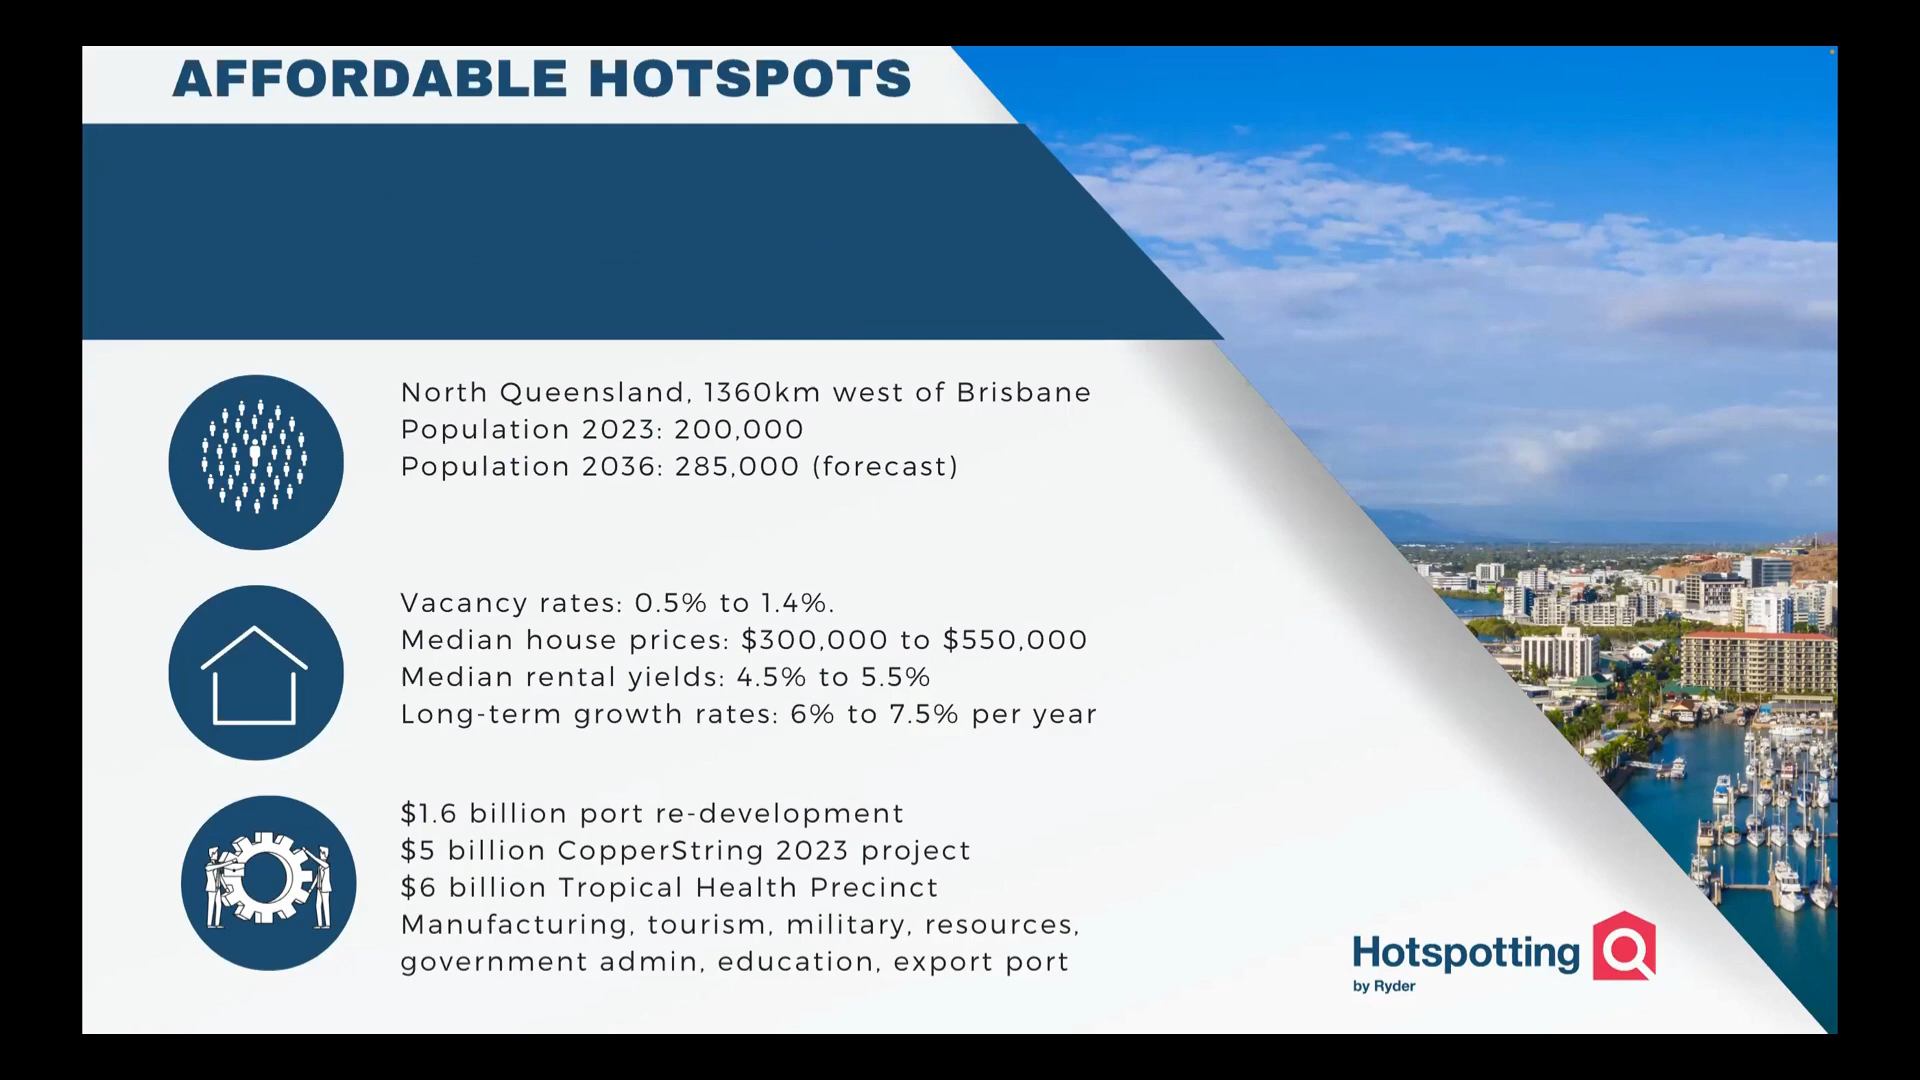 AFFORDABLE HOTSPOTS
North Queensland, 1360km west of Brisbane
Population 2023: 200,000
Population 2036: 285,000 (forecast)
Vacancy rates: 0.5% to 1.4%.
Median house prices: $300,000 to $550,000
Median rental yields: 4.5% to 5.5%
Long-term growth rates: 6% to 7.5% per year
$1.6 billion port re-development
$5 billion CopperString 2023 project
$6 billion Tropical Health Precinct
Manufacturing, tourism, military, resources,
government admin, education, export port
Hotspotting
by Ryder